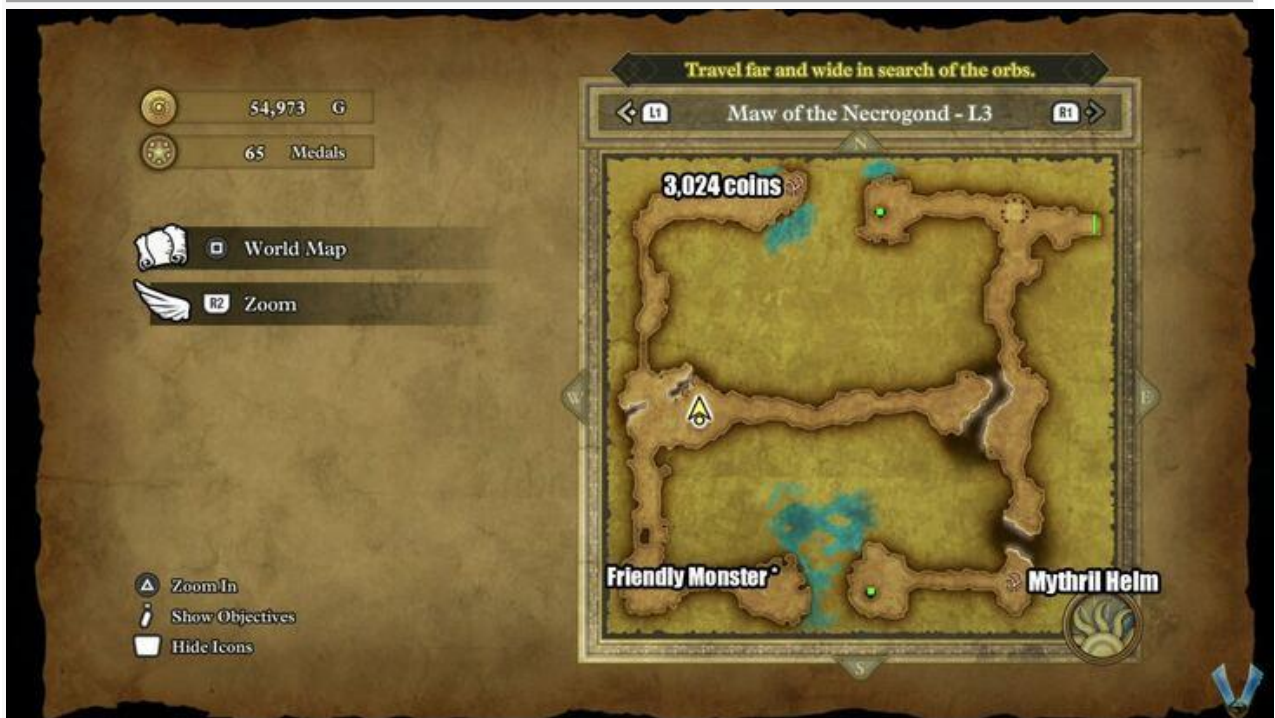 Travel far and wide in search of the orbs.
54,973 G
L1 Maw of the Necrogond - L3 R1
65 Medals
N
3,024 coins
World Map
R2 Zoom
W
E
Friendly Monster*
Mythril Helm
Zoom In
Show Objectives
Hide Icons
S